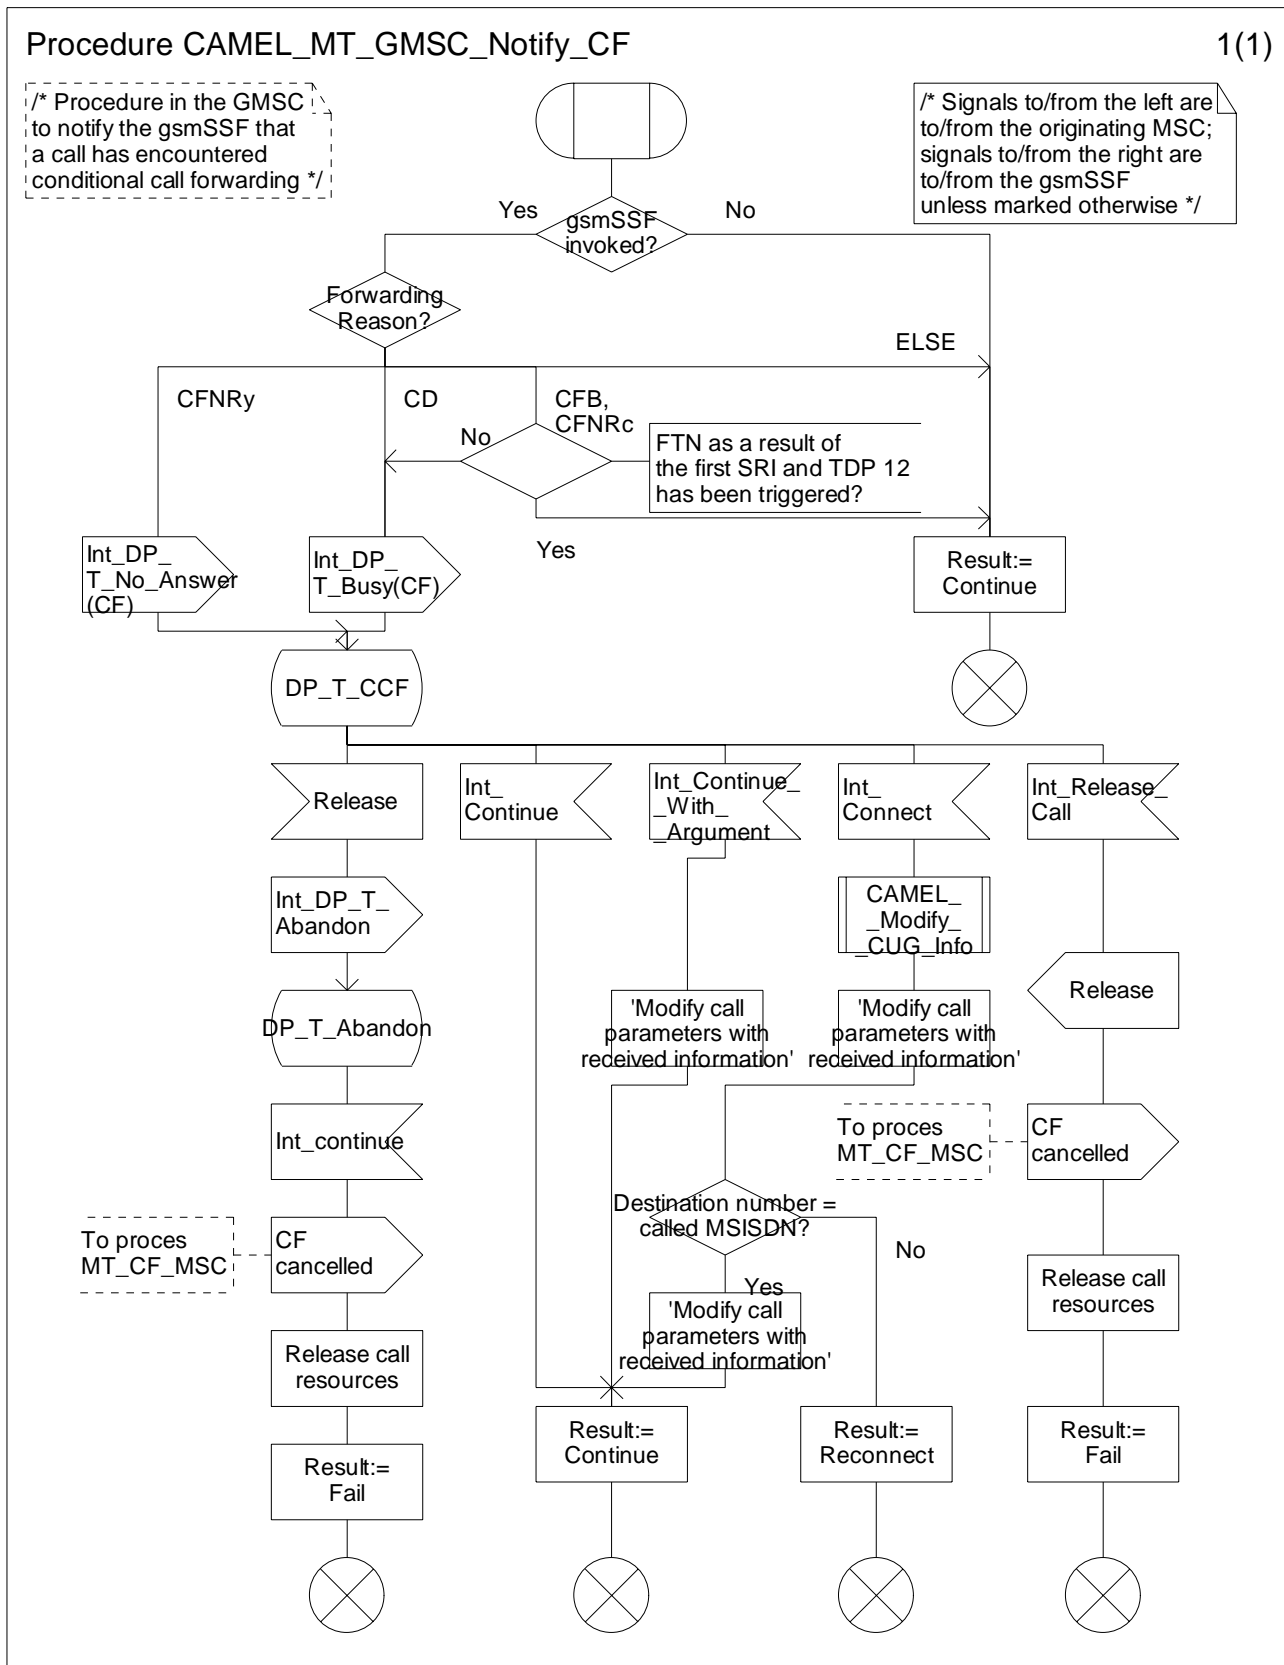 Procedure CAMEL_MT_GMSC_Notify_CF
1(1)
/* Procedure in the GMSC
to notify the gsmSSF that
a call has encountered
conditional call forwarding */
/* Signals to/from the left are
to/from the originating MSC;
signals to/from the right are
to/from the gsmSSF
unless marked otherwise */
Yes
gsmSSF
invoked?
No
Forwarding
Reason?
ELSE
CFNRy
CD
CFB,
CFNRc
No
FTN as a result of
the first SRI and TDP 12
has been triggered?
Yes
Int_DP_
T_No_Answer
(CF)
Int_DP_
T_Busy(CF)
Result:=
Continue
DP_T_CCF
Release
Int_
Continue
Int_Continue_
_With_
_Argument
Int_
Connect
Int_Release_
Call
Int_DP_T_
Abandon
CAMEL_
_Modify_
_CUG_Info
Release
DP_T_Abandon
'Modify call
parameters with
received information'
'Modify call
parameters with
received information'
Int_continue
To proces
MT_CF_MSC
CF
cancelled
Destination number =
called MSISDN?
No
Yes
To proces
MT_CF_MSC
CF
cancelled
'Modify call
parameters with
received information'
Release call
resources
Release call
resources
Result:=
Continue
Result:=
Reconnect
Result:=
Fail
Result:=
Fail